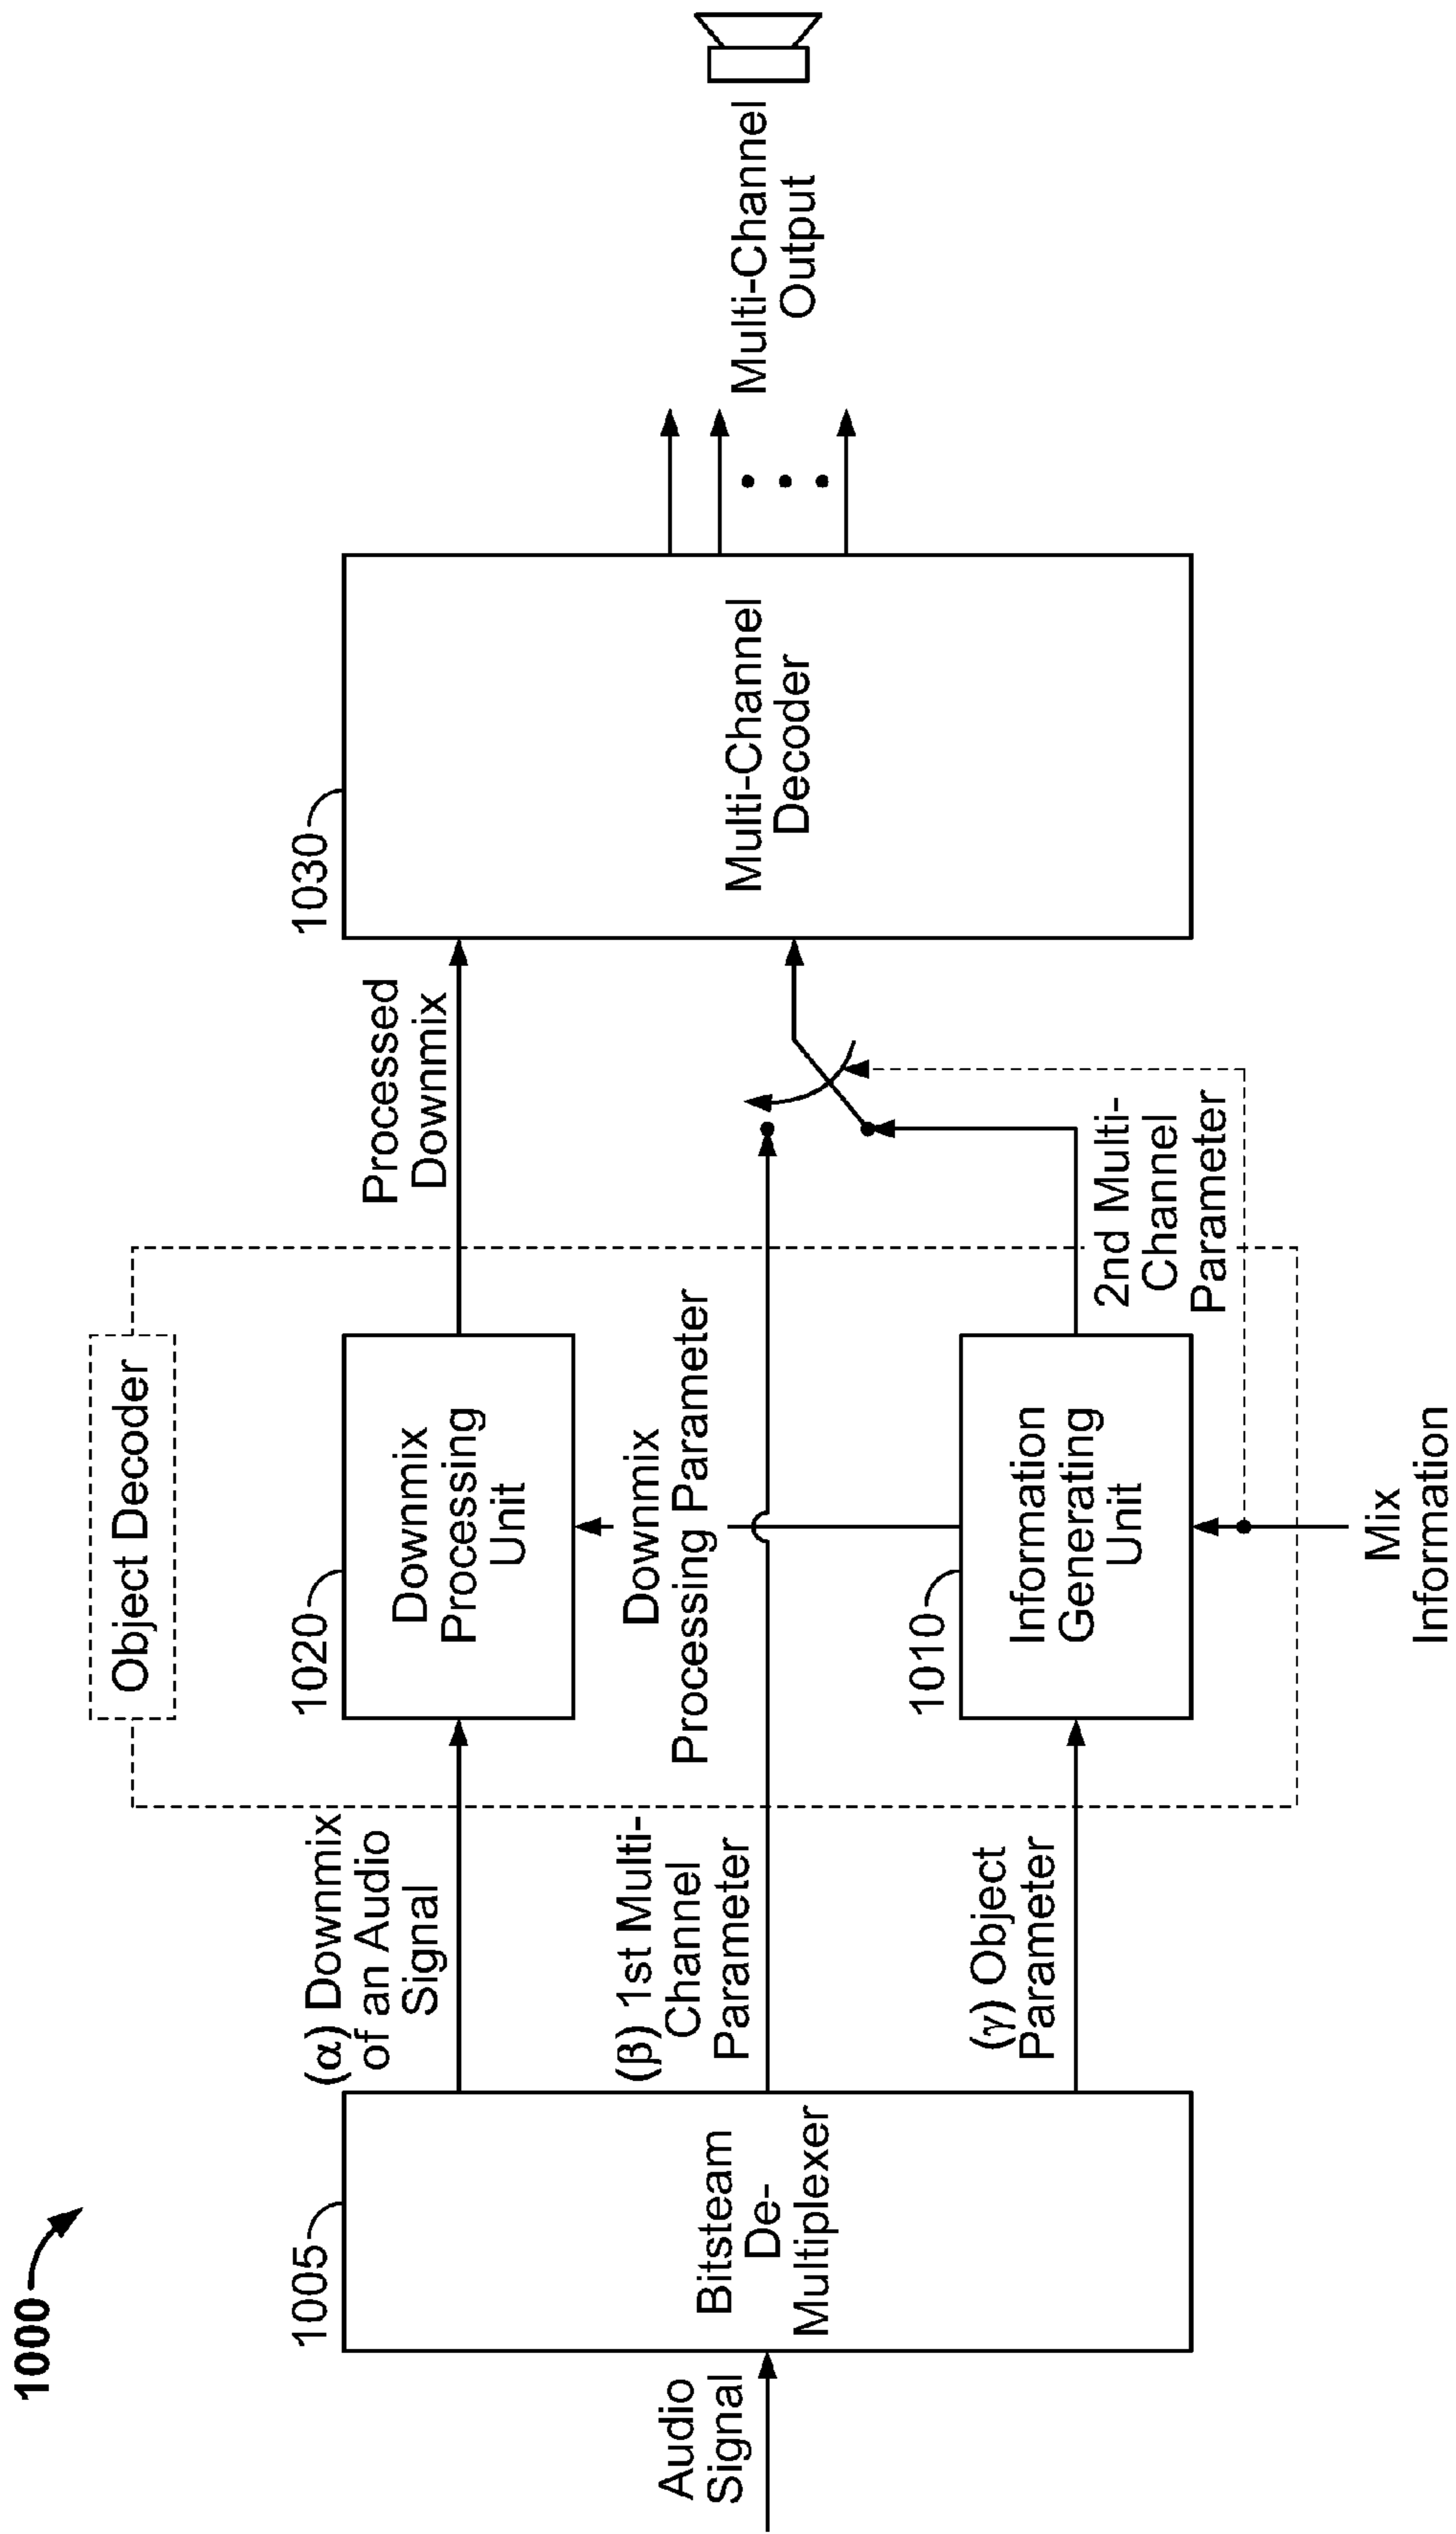 1000
Audio
Signal
1005
Bitsteam
De-
Multiplexer
(α) Downmix
of an Audio
Signal
(β) 1st Multi-
Channel
Parameter
(γ) Object
Parameter
Object Decoder
1020
Downmix
Processing
Unit
Downmix
Processing Parameter
1010
Information
Generating
Unit
Mix
Information
Processed
Downmix
2nd Multi-
Channel
Parameter
1030
Multi-Channel
Decoder
Multi-Channel
Output